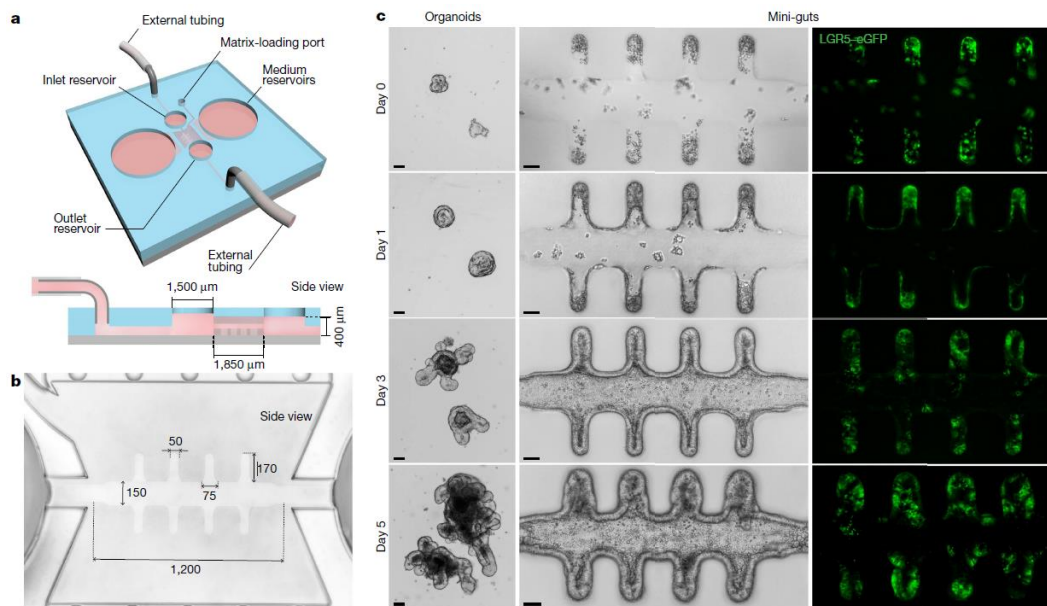 a
External tubing
Matrix-loading port
Inlet reservoir
Medium
reservoirs
Outlet
reservoir
External
tubing
Side view
1,500 µm
400 µm
1,850 µm
b
Side view
50
170
150
75
1,200
c
Organoids
Mini-guts
LGR5–eGFP
Day 0
Day 1
Day 3
Day 5